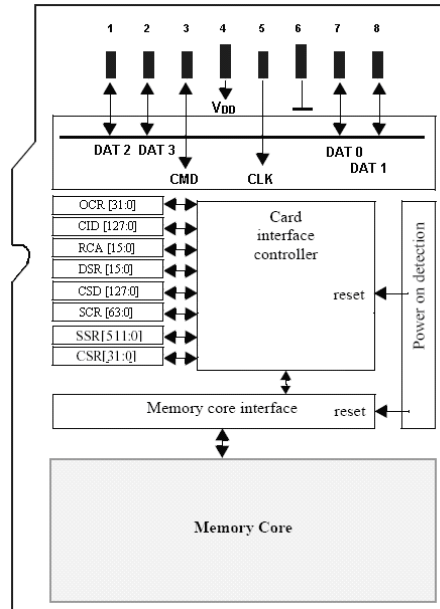 1 2 3 4 5 6 7 8
VDD
DAT 2 DAT 3 DAT 0
DAT 1
CMD CLK
OCR [31:0]
CID [127:0]
RCA [15:0]
DSR [15:0]
CSD [127:0]
SCR [63:0]
SSR[511:0]
CSR[31:0]
Card
interface
controller
reset
Power on detection
Memory core interface reset
Memory Core